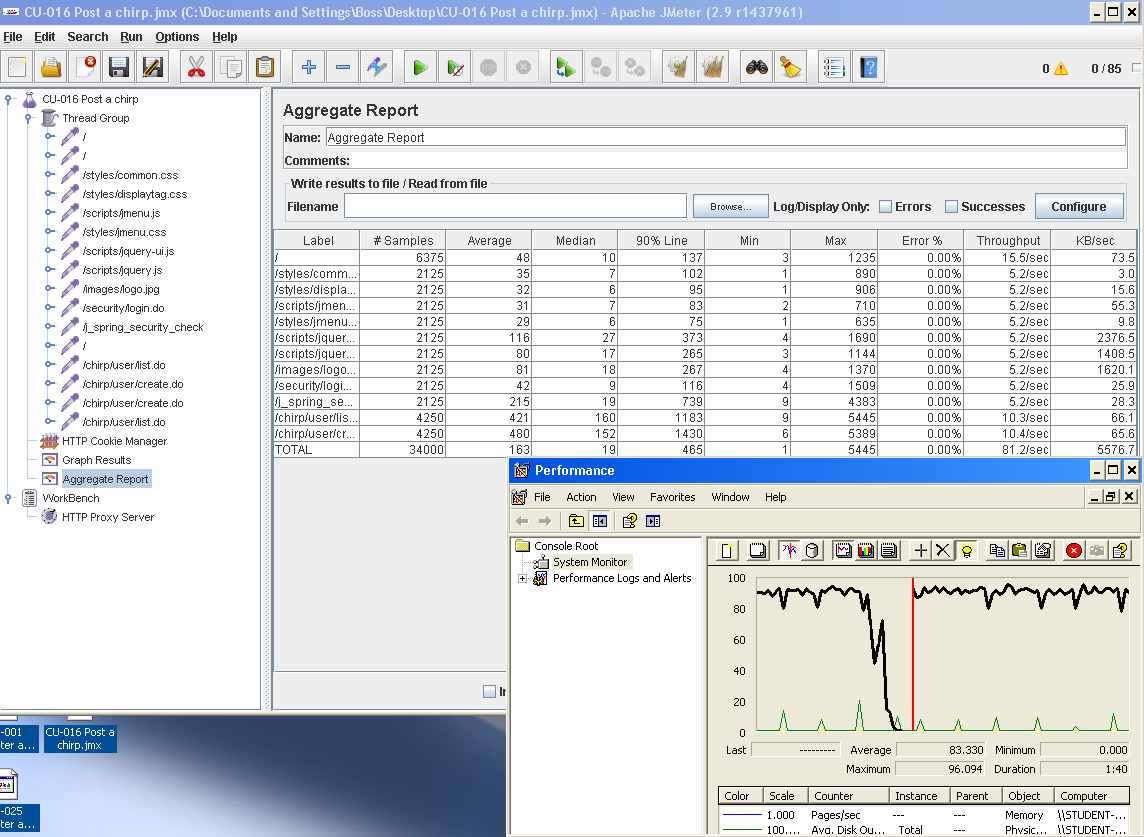 CU-016 Post a chirp.jmx (C:\Documents and Settings\Boss\Desktop\CU-016 Post a chirp.jmx) - Apache JMeter (2.9 r1437961)
File Edit Search Run Options Help
0 0 / 85
CU-016 Post a chirp
Thread Group
/
/
/styles/common.css
/styles/displaytag.css
/scripts/jmenu.js
/styles/jmenu.css
/scripts/jquery-ui.js
/scripts/jquery.js
/images/logo.jpg
/security/login.do
/j_spring_security_check
/
/chirp/user/list.do
/chirp/user/create.do
/chirp/user/create.do
/chirp/user/list.do
HTTP Cookie Manager
Graph Results
Aggregate Report
WorkBench
HTTP Proxy Server
Aggregate Report
Name: Aggregate Report
Comments:
Write results to file / Read from file
Filename Browse... Log/Display Only: Errors Successes Configure
Label # Samples Average Median 90% Line Min Max Error % Throughput KB/sec
/ 6375 48 10 137 3 1235 0.00% 15.5/sec 73.5
/styles/comm... 2125 35 7 102 1 890 0.00% 5.2/sec 3.0
/styles/displa... 2125 32 6 95 1 906 0.00% 5.2/sec 15.6
/scripts/jmen... 2125 31 7 83 2 710 0.00% 5.2/sec 55.3
/styles/jmenu... 2125 29 6 75 1 635 0.00% 5.2/sec 9.8
/scripts/jquer... 2125 116 27 373 4 1690 0.00% 5.2/sec 2376.5
/scripts/jquer... 2125 80 17 265 3 1144 0.00% 5.2/sec 1408.5
/images/logo... 2125 81 18 267 4 1370 0.00% 5.2/sec 1620.1
/security/logi... 2125 42 9 116 4 1509 0.00% 5.2/sec 25.9
/j_spring_se... 2125 215 19 739 9 4383 0.00% 5.2/sec 28.3
/chirp/user/lis... 4250 421 160 1183 9 5445 0.00% 10.3/sec 66.1
/chirp/user/cr... 4250 480 152 1430 6 5389 0.00% 10.4/sec 65.6
TOTAL 34000 163 19 465 1 5445 0.00% 81.2/sec 5576.7
Performance
File Action View Favorites Window Help
Console Root
System Monitor
Performance Logs and Alerts
100
80
60
40
20
0
Last --------- Average 83.330 Minimum 0.000
Maximum 96.094 Duration 1:40
Color Scale Counter Instance Parent Object Computer
1.000 Pages/sec --- --- Memory \\STUDENT-...
100.... Avg. Disk Qu... _Total --- Physic... \\STUDENT-...
-001
ter a...
CU-016 Post a
chirp.jmx
-025
ter a...